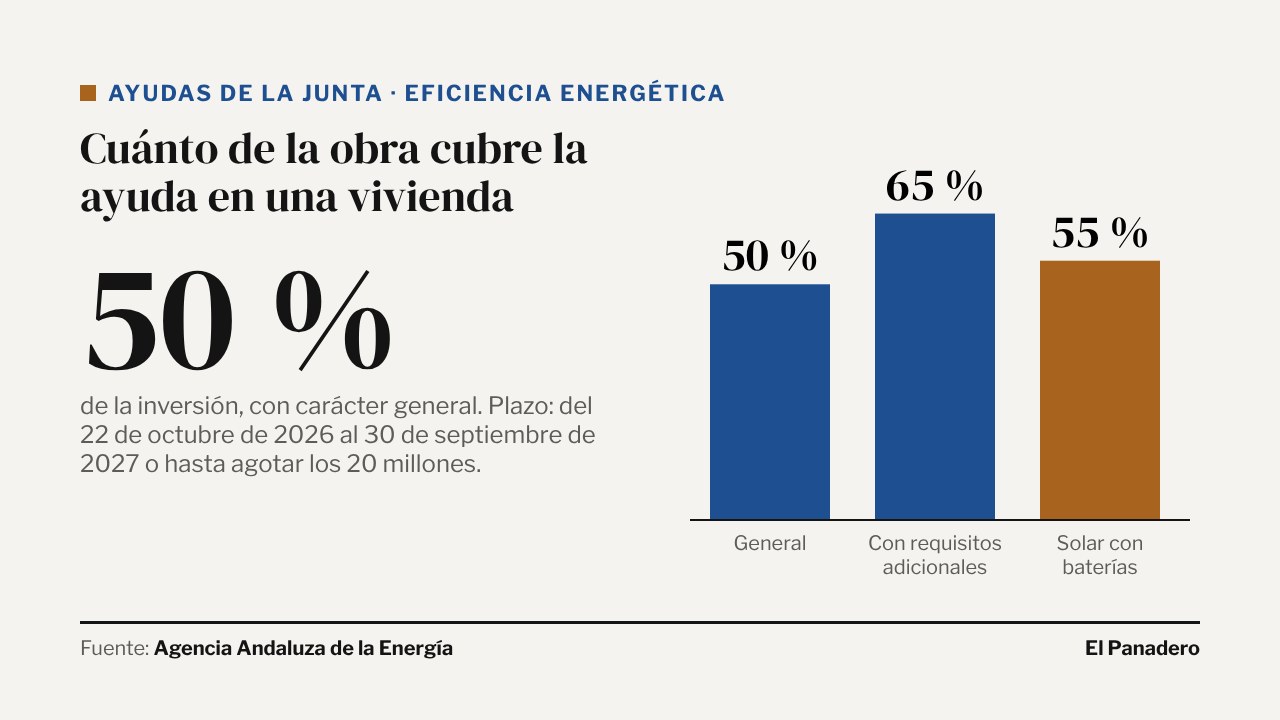 AYUDAS DE LA JUNTA · EFICIENCIA ENERGÉTICA
Cuánto de la obra cubre la
ayuda en una vivienda
50 %
de la inversión, con carácter general. Plazo: del
22 de octubre de 2026 al 30 de septiembre de
2027 o hasta agotar los 20 millones.
50 %
65 %
55 %
General
Con requisitos
adicionales
Solar con
baterías
Fuente: Agencia Andaluza de la Energía
El Panadero